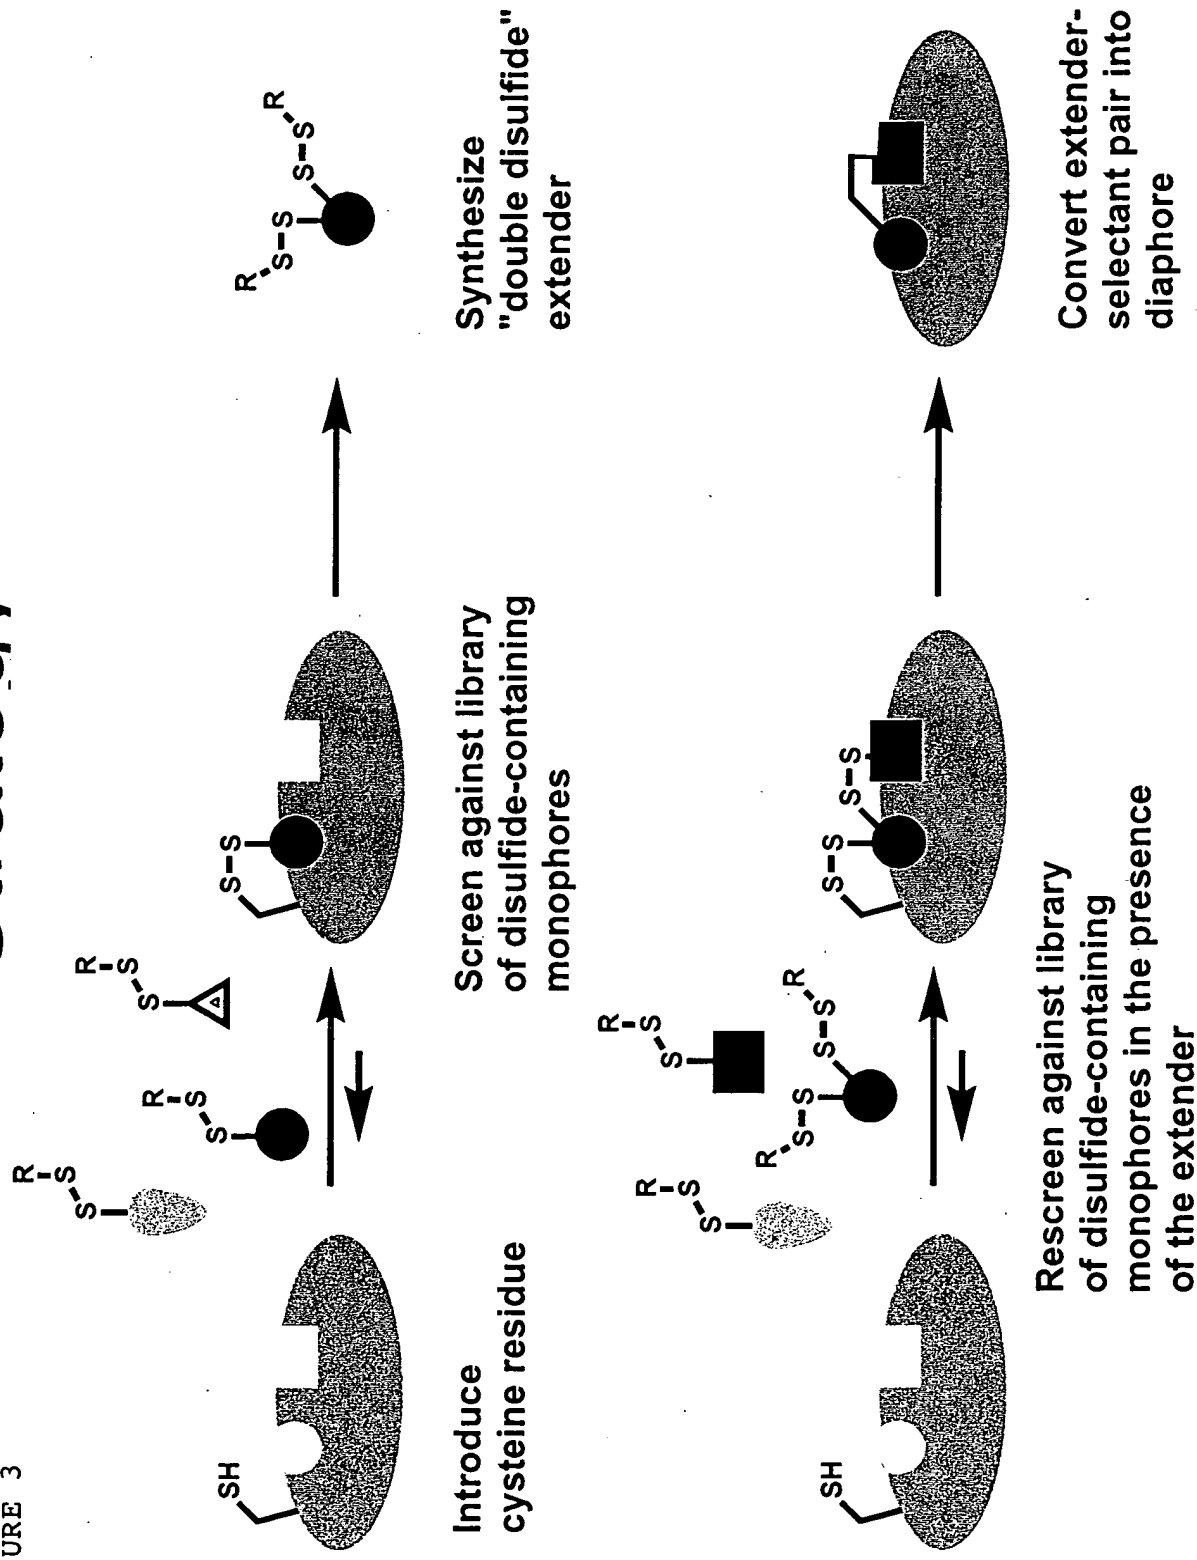 URE 3
R
S
S
R
S
S
R
S
S
SH
S
S
R
S
S
S
S
R
Introduce
cysteine residue
Screen against library
of disulfide-containing
monophores
Synthesize
"double disulfide"
extender
R
S
S
R
S
S
R
S
S
S
S
R
SH
S
S
S
S
Rescreen against library
of disulfide-containing
monophores in the presence
of the extender
Convert extender-
selectant pair into
diaphore